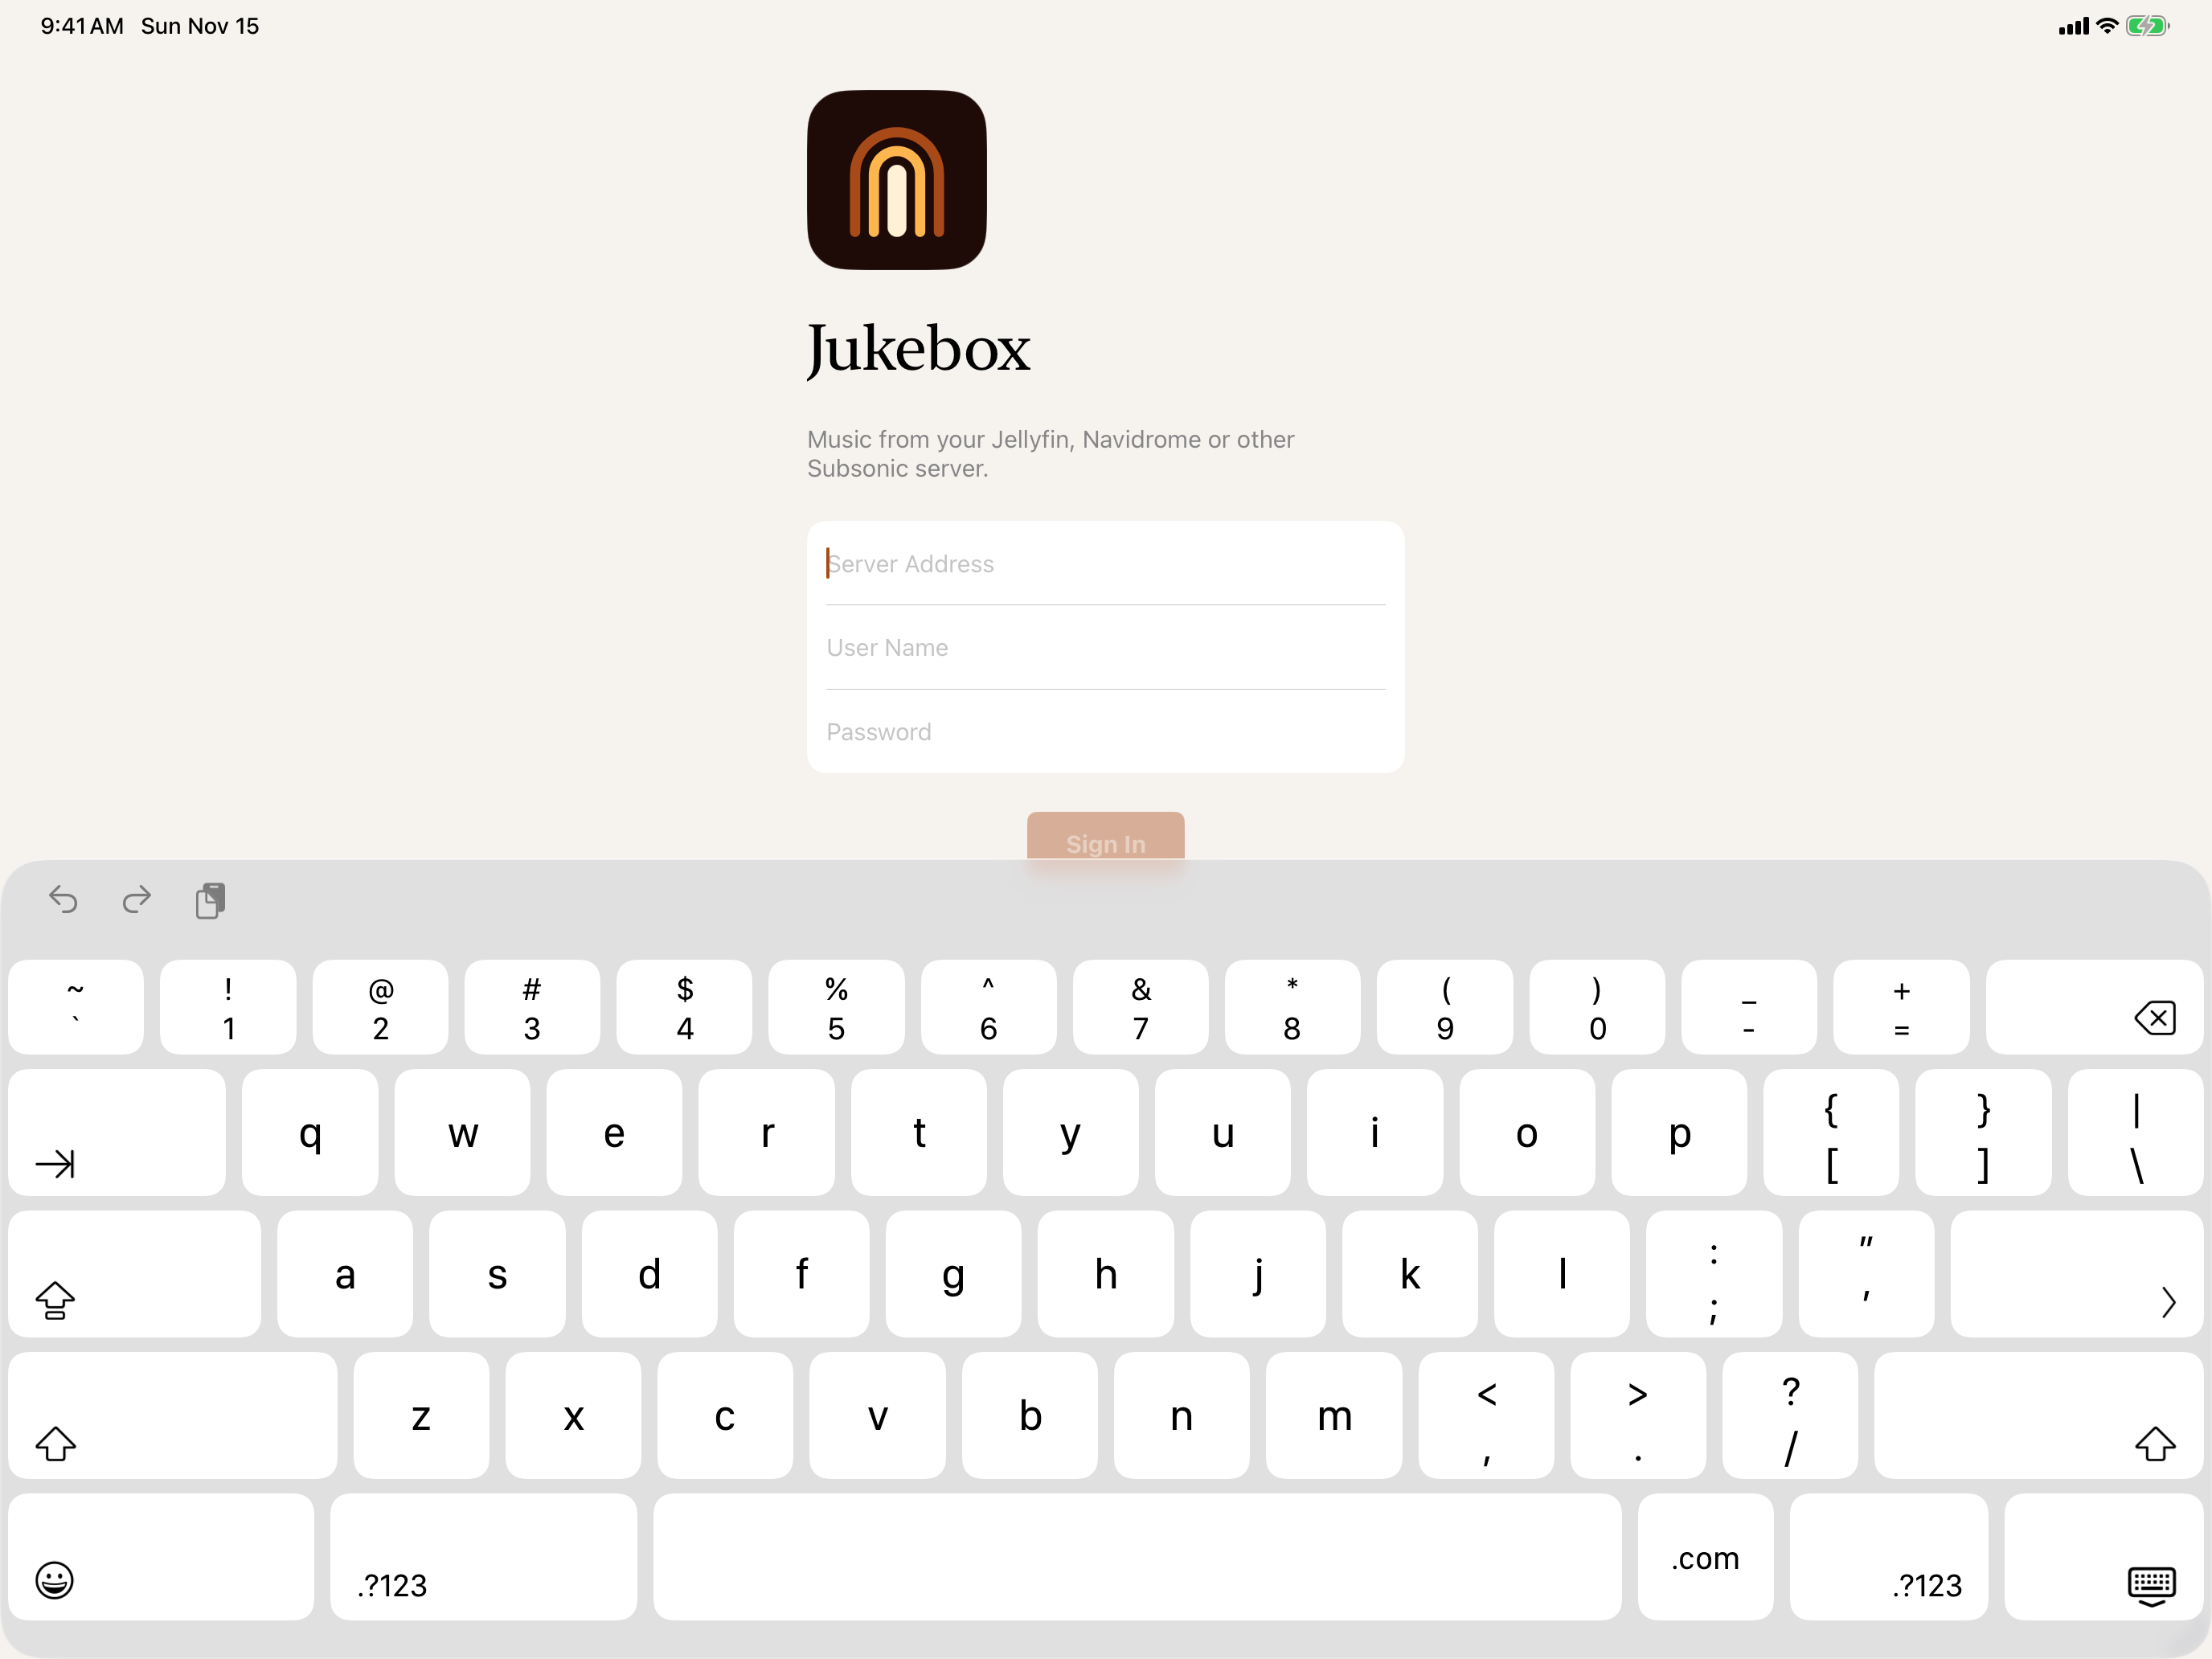 9:41 AM Sun Nov 15
Jukebox
Music from your Jellyfin, Navidrome or other
Subsonic server.
Server Address
User Name
Password
Sign In
~ ! @ # $ % ^ & * ( ) _ +
` 1 2 3 4 5 6 7 8 9 0 - =
q w e r t y u i o p { } |
[ ] \
a s d f g h j k l : "
; '
z x c v b n m < > ?
, . /
.?123 .com .?123